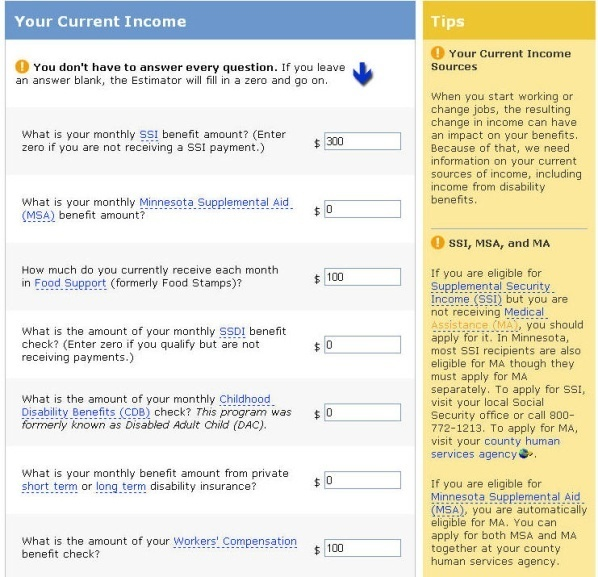 Your Current Income
You don't have to answer every question. If you leave
an answer blank, the Estimator will fill in a zero and go on.
What is your monthly SSI benefit amount? (Enter
zero if you are not receiving a SSI payment.)
$ 300
What is your monthly Minnesota Supplemental Aid
(MSA) benefit amount?
$ 0
How much do you currently receive each month
in Food Support (formerly Food Stamps)?
$ 100
What is the amount of your monthly SSDI benefit
check? (Enter zero if you qualify but are not
receiving payments.)
$ 0
What is the amount of your monthly Childhood
Disability Benefits (CDB) check? This program was
formerly known as Disabled Adult Child (DAC).
$ 0
What is your monthly benefit amount from private
short term or long term disability insurance?
$ 0
What is the amount of your Workers' Compensation
benefit check?
$ 100
Tips
Your Current Income
Sources
When you start working or
change jobs, the resulting
change in income can have
an impact on your benefits.
Because of that, we need
information on your current
sources of income, including
income from disability
benefits.
SSI, MSA, and MA
If you are eligible for
Supplemental Security
Income (SSI) but you are
not receiving Medical
Assistance (MA), you should
apply for it. In Minnesota,
most SSI recipients are also
eligible for MA though they
must apply for MA
separately. To apply for SSI,
visit your local Social
Security office or call 800-
772-1213. To apply for MA,
visit your county human
services agency.
If you are eligible for
Minnesota Supplemental Aid
(MSA), you are automatically
eligible for MA. You can
apply for both MSA and MA
together at your county
human services agency.